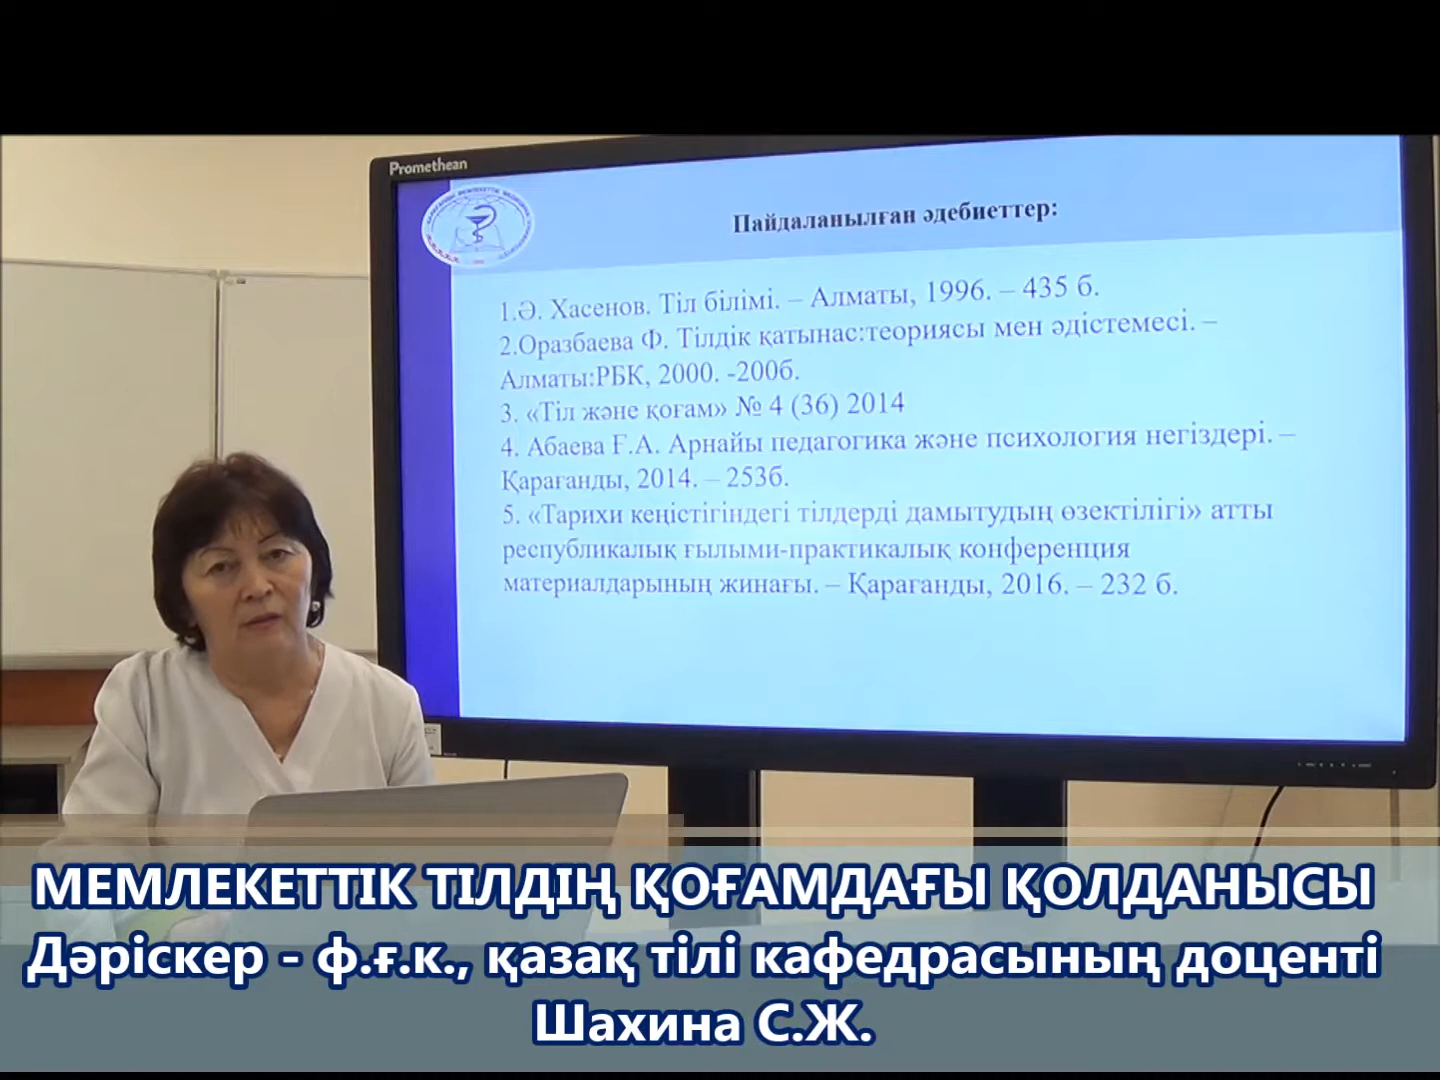 Promethean
Пайдаланылған әдебиеттер:
1.Ә. Хасенов. Тіл білімі. – Алматы, 1996. – 435 б.
2.Оразбаева Ф. Тілдік қатынас:теориясы мен әдістемесі. –
Алматы:РБК, 2000. -200б.
3. «Тіл және қоғам» № 4 (36) 2014
4. Абаева Ғ.А. Арнайы педагогика және психология негіздері. –
Қарағанды, 2014. – 253б.
5. «Тарихи кеңістігіндегі тілдерді дамытудың өзектілігі» атты
республикалық ғылыми-практикалық конференция
материалдарының жинағы. – Қарағанды, 2016. – 232 б.
МЕМЛЕКЕТТІК ТІЛДІҢ ҚОҒАМДАҒЫ ҚОЛДАНЫСЫ
Дәріскер - ф.ғ.к., қазақ тілі кафедрасының доценті
Шахина С.Ж.